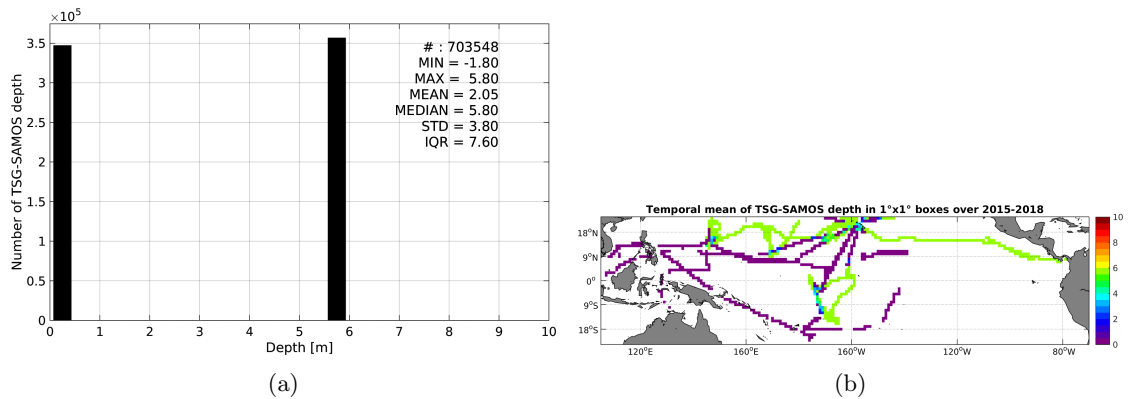 ×10⁵
3.5
3
2.5
2
1.5
1
0.5
0
Number of TSG-SAMOS depth
# : 703548
MIN = -1.80
MAX = 5.80
MEAN = 2.05
MEDIAN = 5.80
STD = 3.80
IQR = 7.60
0 1 2 3 4 5 6 7 8 9 10
Depth [m]
(a)
Temporal mean of TSG-SAMOS depth in 1°x1° boxes over 2015-2018
18°N
9°N
0°
9°S
18°S
120°E 160°E 160°W 120°W 80°W
10
8
6
4
2
0
(b)